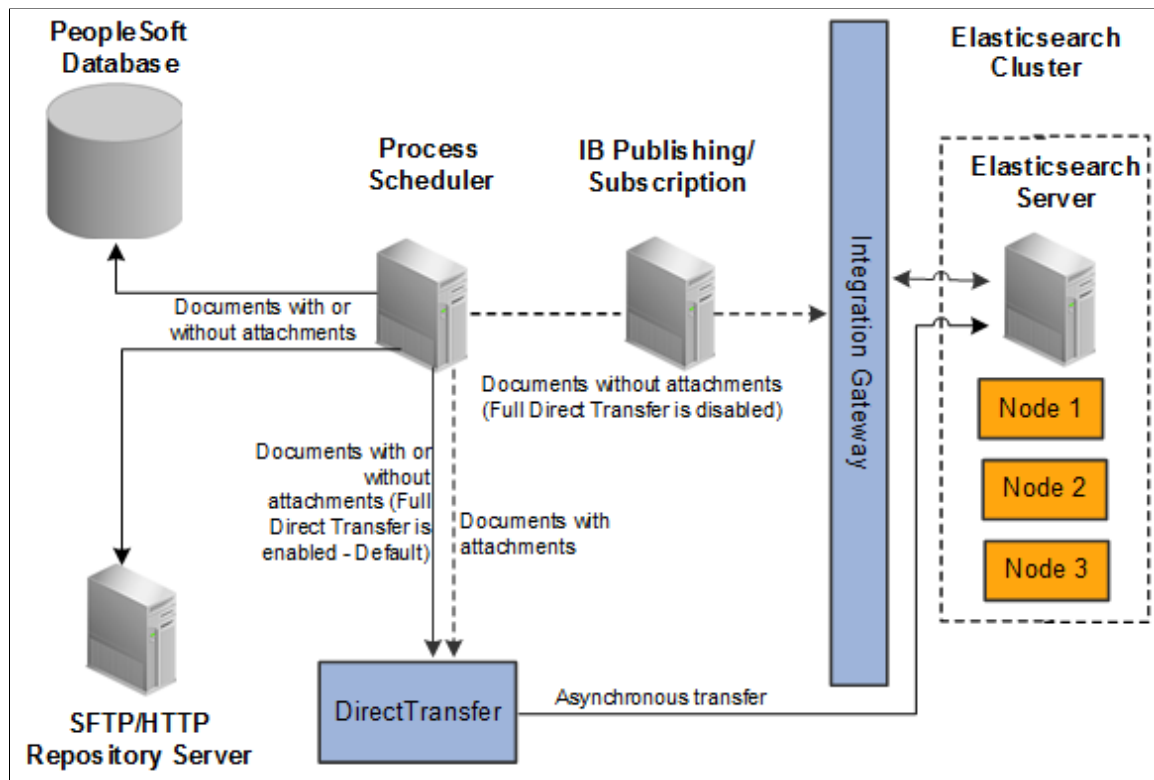 PeopleSoft
Database
Elasticsearch
Cluster
Process
Scheduler
IB Publishing/
Subscription
Elasticsearch
Server
Integration Gateway
Documents with or
without attachments
Documents without attachments
(Full Direct Transfer is disabled)
Node 1
Documents with or
without
attachments (Full
Direct Transfer is
enabled - Default)
Documents with
attachments
Node 2
Node 3
DirectTransfer
Asynchronous transfer
SFTP/HTTP
Repository Server